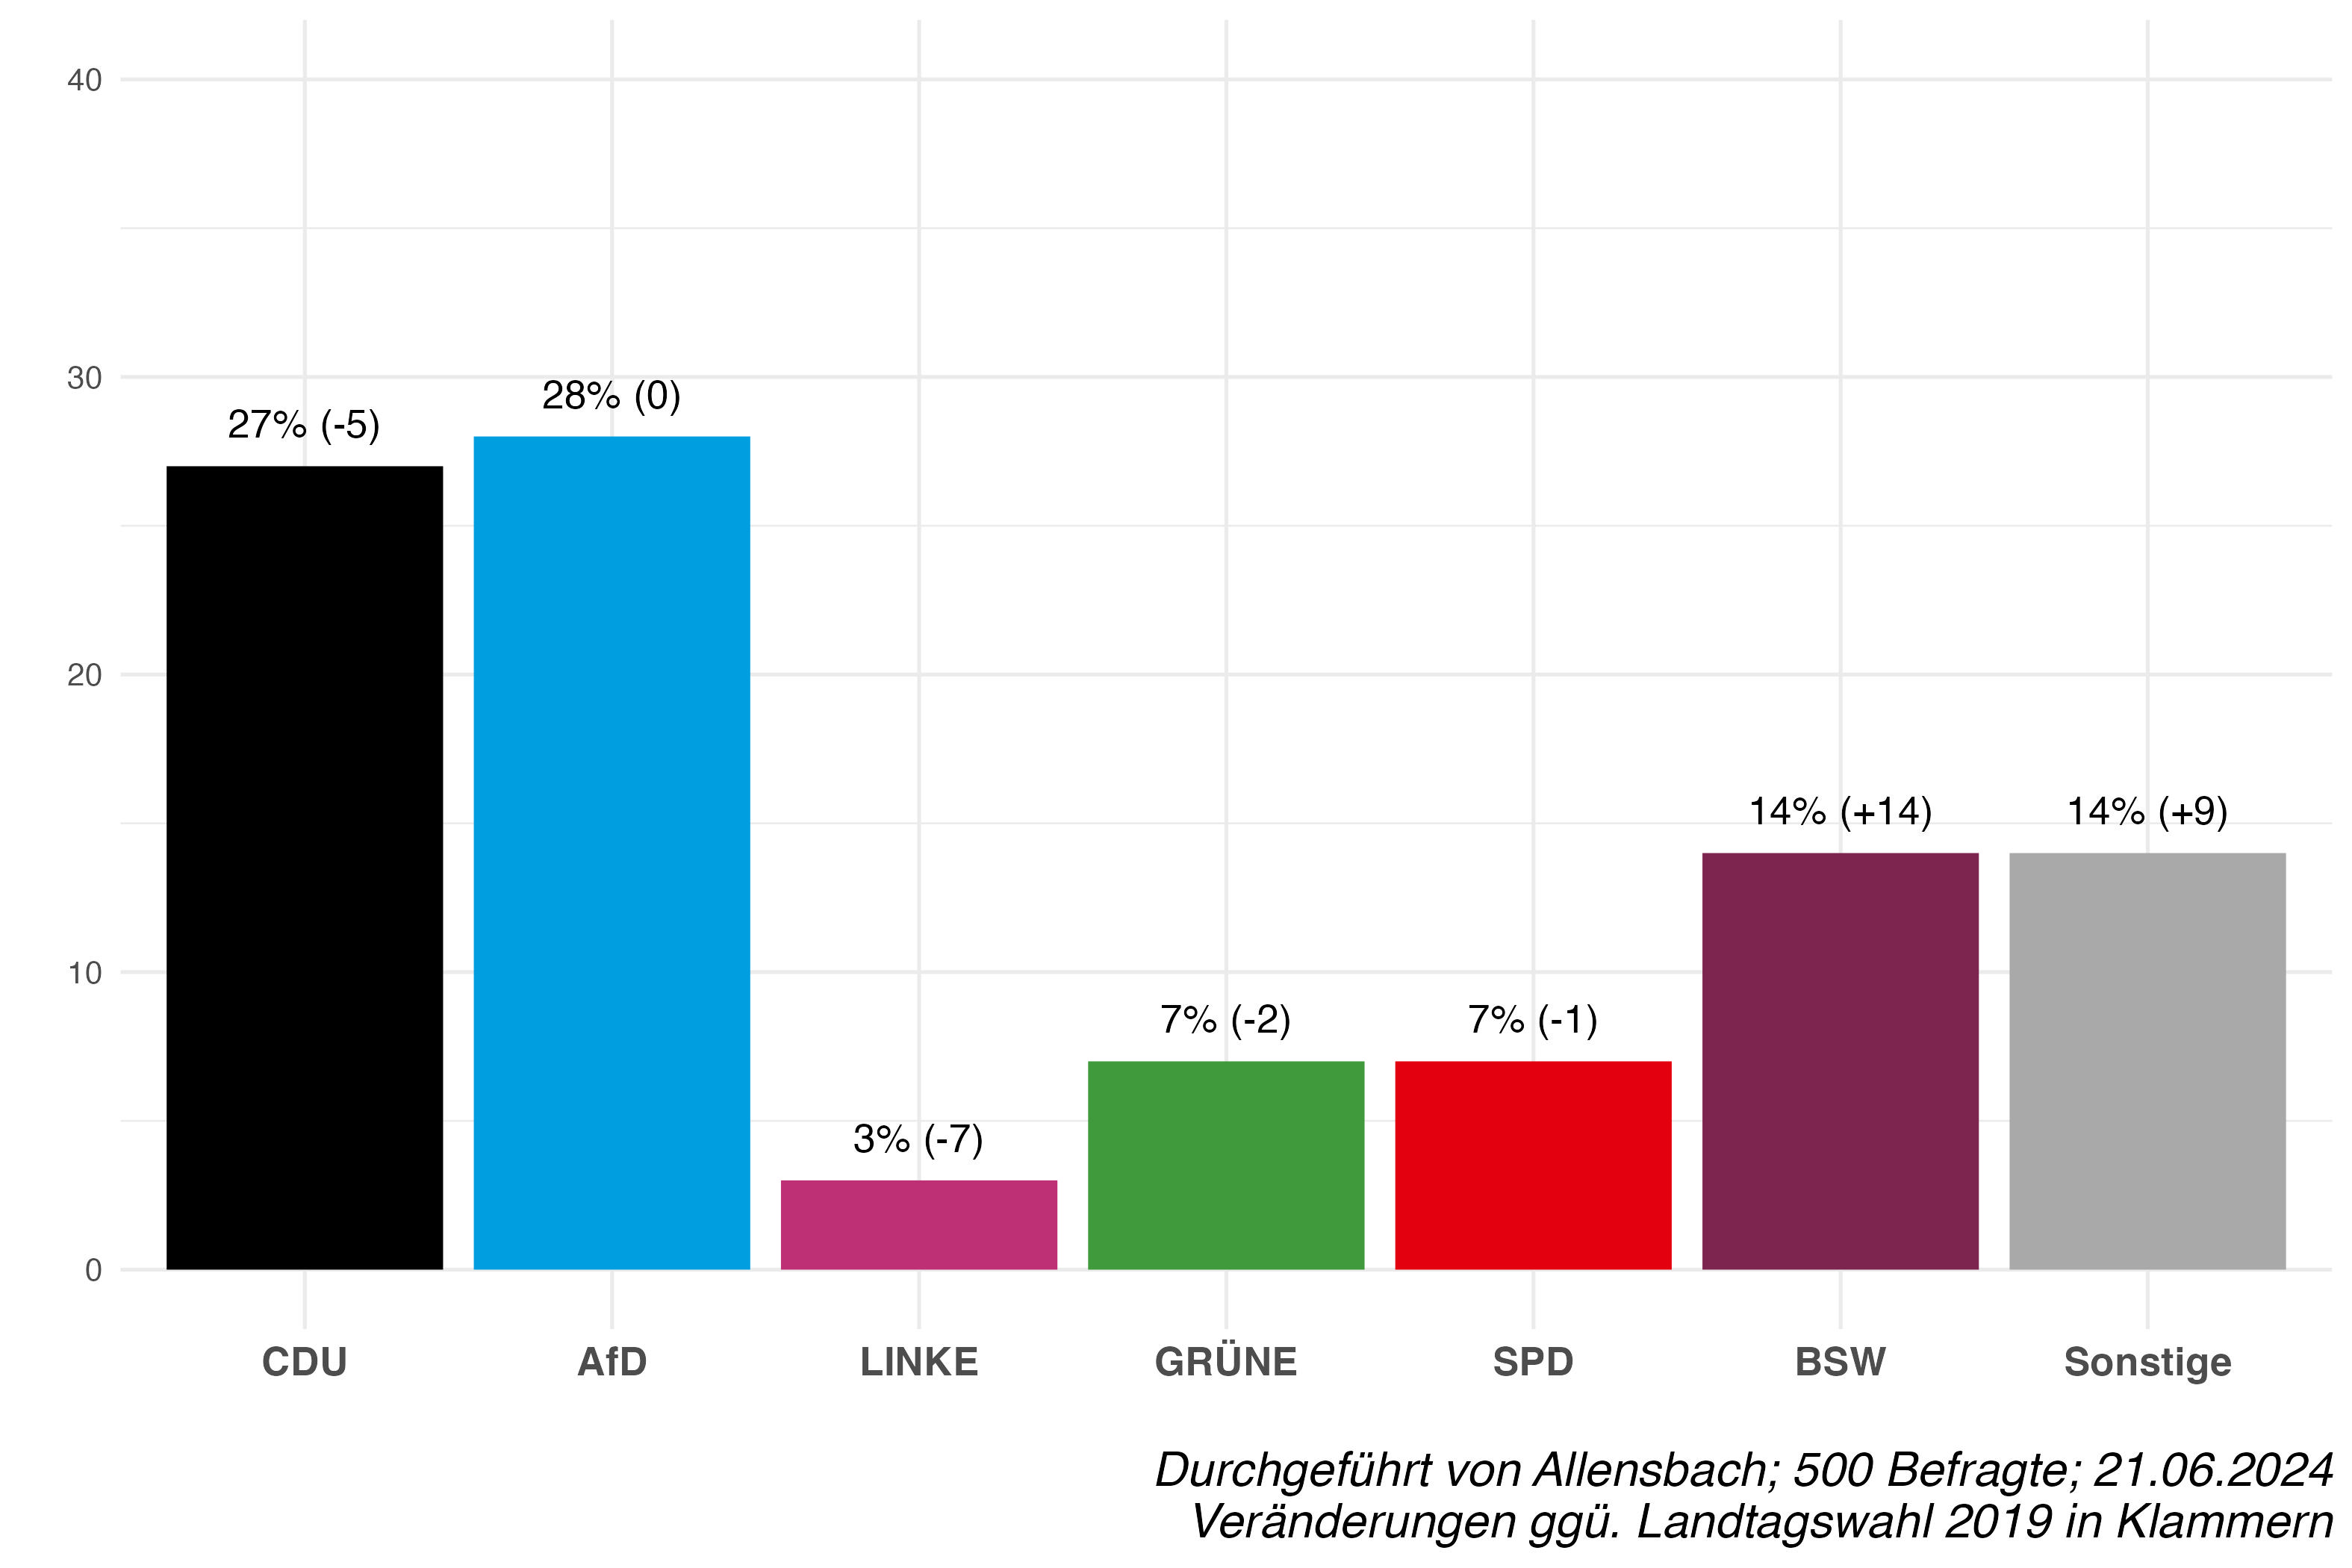 40
30
20
10
0
27% (-5)
28% (0)
3% (-7)
7% (-2)
7% (-1)
14% (+14)
14% (+9)
CDU
AfD
LINKE
GRÜNE
SPD
BSW
Sonstige
Durchgeführt von Allensbach; 500 Befragte; 21.06.2024
Veränderungen ggü. Landtagswahl 2019 in Klammern